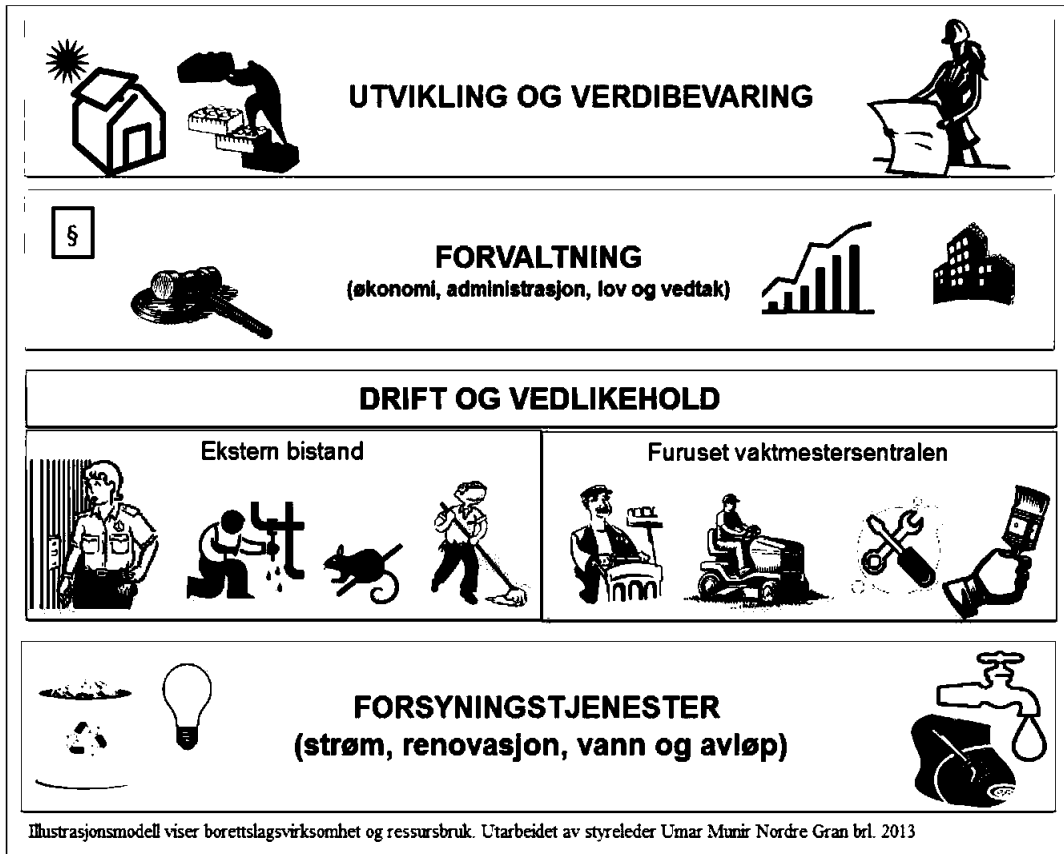 UTVIKLING OG VERDIBEVARING
§
FORVALTNING
(økonomi, administrasjon, lov og vedtak)
DRIFT OG VEDLIKEHOLD
Ekstern bistand
Furuset vaktmestersentralen
FORSYNINGSTJENESTER
(strøm, renovasjon, vann og avløp)
Illustrasjonsmodell viser borettslagsvirksomhet og ressursbruk. Utarbeidet av styreleder Umar Munir Nordre Gran brl. 2013